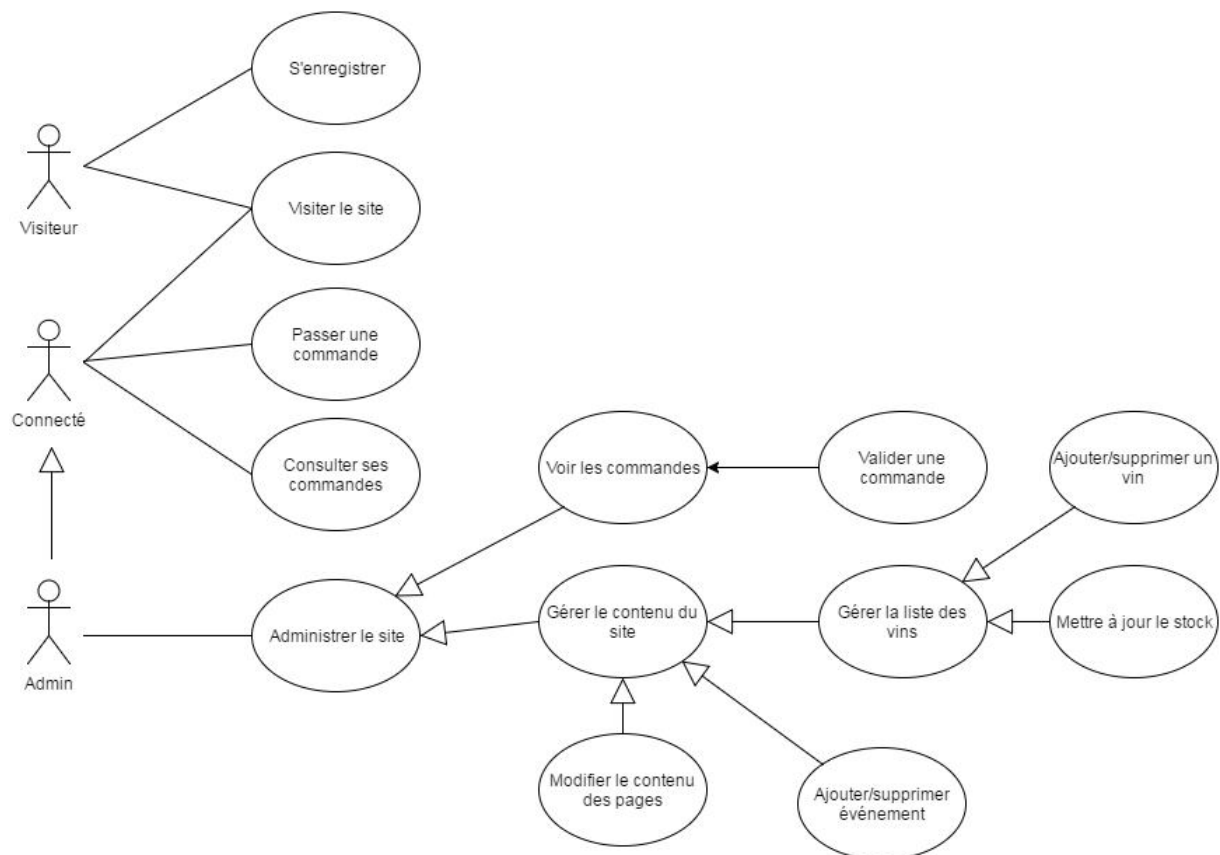 S'enregistrer
Visiteur
Visiter le site
Passer une
commande
Connecté
Consulter ses
commandes
Voir les commandes
Valider une
commande
Ajouter/supprimer un
vin
Admin
Administrer le site
Gérer le contenu du
site
Gérer la liste des
vins
Mettre à jour le stock
Modifier le contenu
des pages
Ajouter/supprimer
événement